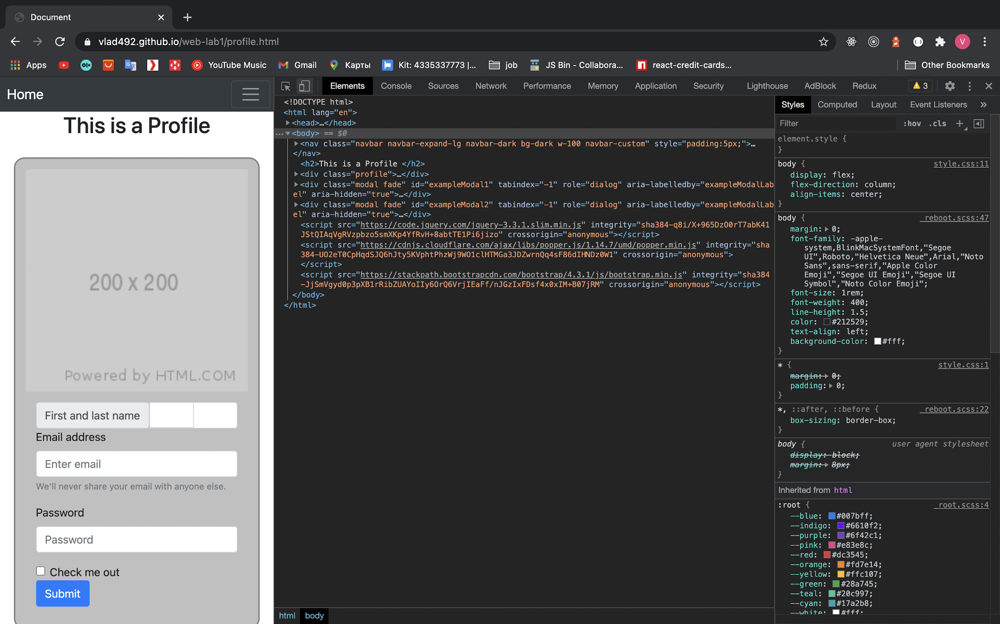 Document
vlad492.github.io/web-lab1/profile.html
Apps
YouTube Music
Gmail
Карты
Kit: 4335337773 |...
job
JS Bin - Collabora...
react-credit-cards...
Other Bookmarks
Home
This is a Profile
200 x 200
Powered by HTML.COM
First and last name
Email address
Enter email
We'll never share your email with anyone else.
Password
Password
Check me out
Submit
Elements Console Sources Network Performance Memory Application Security Lighthouse AdBlock Redux 3
<!DOCTYPE html>
<html lang="en">
<head>…</head>
<body> == $0
<nav class="navbar navbar-expand-lg navbar-dark bg-dark w-100 navbar-custom" style="padding:5px;">…
</nav>
<h2>This is a Profile </h2>
<div class="profile">…</div>
<div class="modal fade" id="exampleModal1" tabindex="-1" role="dialog" aria-labelledby="exampleModalLab
el" aria-hidden="true">…</div>
<div class="modal fade" id="exampleModal2" tabindex="-1" role="dialog" aria-labelledby="exampleModalLab
el" aria-hidden="true">…</div>
<script src="https://code.jquery.com/jquery-3.3.1.slim.min.js" integrity="sha384-q8i/X+965DzO0rT7abK41
JStQIAqVgRVzpbzo5smXKp4YfRvH+8abtTE1Pi6jizo" crossorigin="anonymous"></script>
<script src="https://cdnjs.cloudflare.com/ajax/libs/popper.js/1.14.7/umd/popper.min.js" integrity="sha
384-UO2eT0CpHqdSJQ6hJty5KVphtPhzWj9WO1clHTMGa3JDZwrnQq4sF86dIHNDz0W1" crossorigin="anonymous">
</script>
<script src="https://stackpath.bootstrapcdn.com/bootstrap/4.3.1/js/bootstrap.min.js" integrity="sha384
-JjSmVgyd0p3pXB1rRibZUAYoIIy6OrQ6VrjIEaFf/nJGzIxFDsf4x0xIM+B07jRM" crossorigin="anonymous"></script>
</body>
</html>
html body
Styles Computed Layout Event Listeners »
Filter :hov .cls
element.style {
}
body { style.css:11
display: flex;
flex-direction: column;
align-items: center;
}
body { _reboot.scss:47
margin: 0;
font-family: -apple-
system,BlinkMacSystemFont,"Segoe
UI",Roboto,"Helvetica Neue",Arial,"Noto
Sans",sans-serif,"Apple Color
Emoji","Segoe UI Emoji","Segoe UI
Symbol","Noto Color Emoji";
font-size: 1rem;
font-weight: 400;
line-height: 1.5;
color: #212529;
text-align: left;
background-color: #fff;
}
* { style.css:1
margin: 0;
padding: 0;
}
*, ::after, ::before { _reboot.scss:22
box-sizing: border-box;
}
body { user agent stylesheet
display: block;
margin: 8px;
}
Inherited from html
:root { _root.scss:4
--blue: #007bff;
--indigo: #6610f2;
--purple: #6f42c1;
--pink: #e83e8c;
--red: #dc3545;
--orange: #fd7e14;
--yellow: #ffc107;
--green: #28a745;
--teal: #20c997;
--cyan: #17a2b8;
--white: #fff;